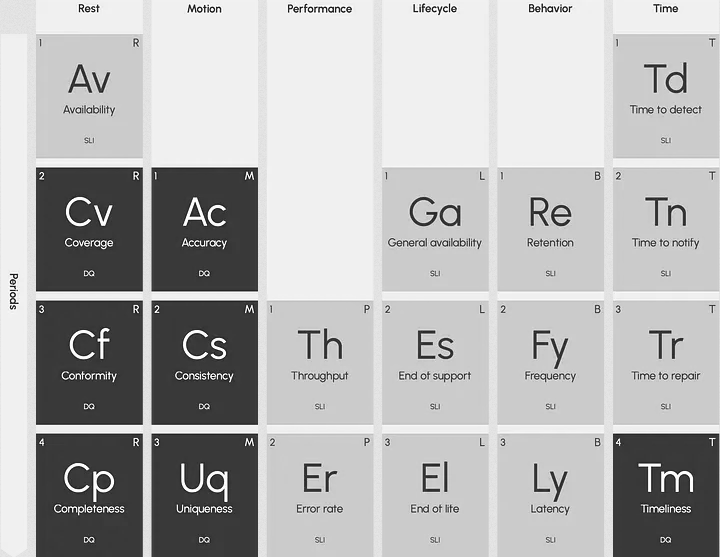 Rest Motion Performance Lifecycle Behavior Time
1 R 1 T
Av Td
Availability Time to detect
SLI SLI
2 R 1 M 1 L 1 B 2 T
Cv Ac Ga Re Tn
Coverage Accuracy General availability Retention Time to notify
DQ DQ SLI SLI SLI
Periods
3 R 2 M 1 P 2 L 2 B 3 T
Cf Cs Th Es Fy Tr
Conformity Consistency Throughput End of support Frequency Time to repair
DQ DQ SLI SLI SLI SLI
4 R 3 M 2 P 3 L 3 B 4 T
Cp Uq Er El Ly Tm
Completeness Uniqueness Error rate End of life Latency Timeliness
DQ DQ SLI SLI SLI DQ